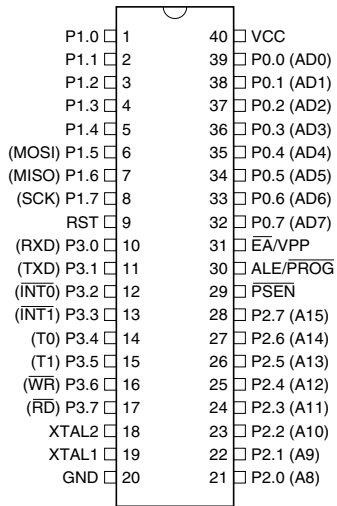 P1.0 1 40 VCC
P1.1 2 39 P0.0 (AD0)
P1.2 3 38 P0.1 (AD1)
P1.3 4 37 P0.2 (AD2)
P1.4 5 36 P0.3 (AD3)
(MOSI) P1.5 6 35 P0.4 (AD4)
(MISO) P1.6 7 34 P0.5 (AD5)
(SCK) P1.7 8 33 P0.6 (AD6)
RST 9 32 P0.7 (AD7)
(RXD) P3.0 10 31 E̅A̅/VPP
(TXD) P3.1 11 30 ALE/P̅R̅O̅G̅
(I̅N̅T̅0̅) P3.2 12 29 P̅S̅E̅N̅
(I̅N̅T̅1̅) P3.3 13 28 P2.7 (A15)
(T0) P3.4 14 27 P2.6 (A14)
(T1) P3.5 15 26 P2.5 (A13)
(W̅R̅) P3.6 16 25 P2.4 (A12)
(R̅D̅) P3.7 17 24 P2.3 (A11)
XTAL2 18 23 P2.2 (A10)
XTAL1 19 22 P2.1 (A9)
GND 20 21 P2.0 (A8)